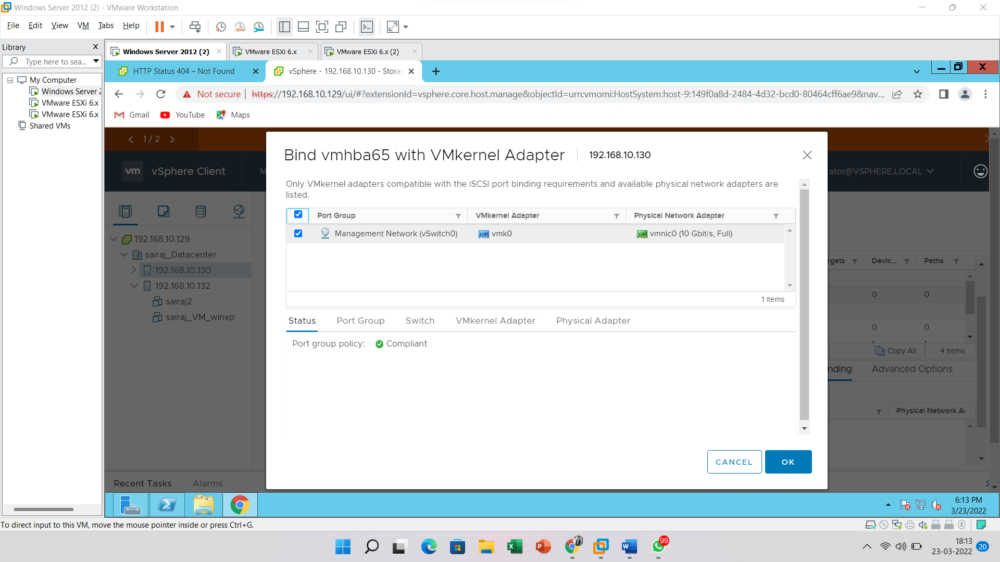 Windows Server 2012 (2) - VMware Workstation
File Edit View VM Tabs Help
Library
Type here to sea...
My Computer
Windows Server 2
VMware ESXi 6.x
VMware ESXi 6.x
Shared VMs
Windows Server 2012 (2)
VMware ESXi 6.x
VMware ESXi 6.x (2)
HTTP Status 404 – Not Found
vSphere - 192.168.10.130 - Stora
Not secure
https://192.168.10.129/ui/#?extensionId=vsphere.core.host.manage&objectId=urn:vmomi:HostSystem:host-9:149f0a8d-2484-4d32-bcd0-80464cff6ae9&nav...
Gmail YouTube Maps
1 / 2
vm vSphere Client M
rator@VSPHERE.LOCAL
192.168.10.129
sairaj_Datacenter
192.168.10.130
192.168.10.132
sairaj2
sairaj_VM_winxp
Bind vmhba65 with VMkernel Adapter 192.168.10.130
Only VMkernel adapters compatible with the iSCSI port binding requirements and available physical network adapters are
listed.
Port Group VMkernel Adapter Physical Network Adapter
Management Network (vSwitch0) vmk0 vmnic0 (10 Gbit/s, Full)
1 items
Status Port Group Switch VMkernel Adapter Physical Adapter
Port group policy: Compliant
CANCEL OK
rgets Devic... Paths
0 0
0 0
Copy All 4 items
nding Advanced Options
Physical Network A
Recent Tasks Alarms
6:13 PM
3/23/2022
To direct input to this VM, move the mouse pointer inside or press Ctrl+G.
99
18:13
23-03-2022
20